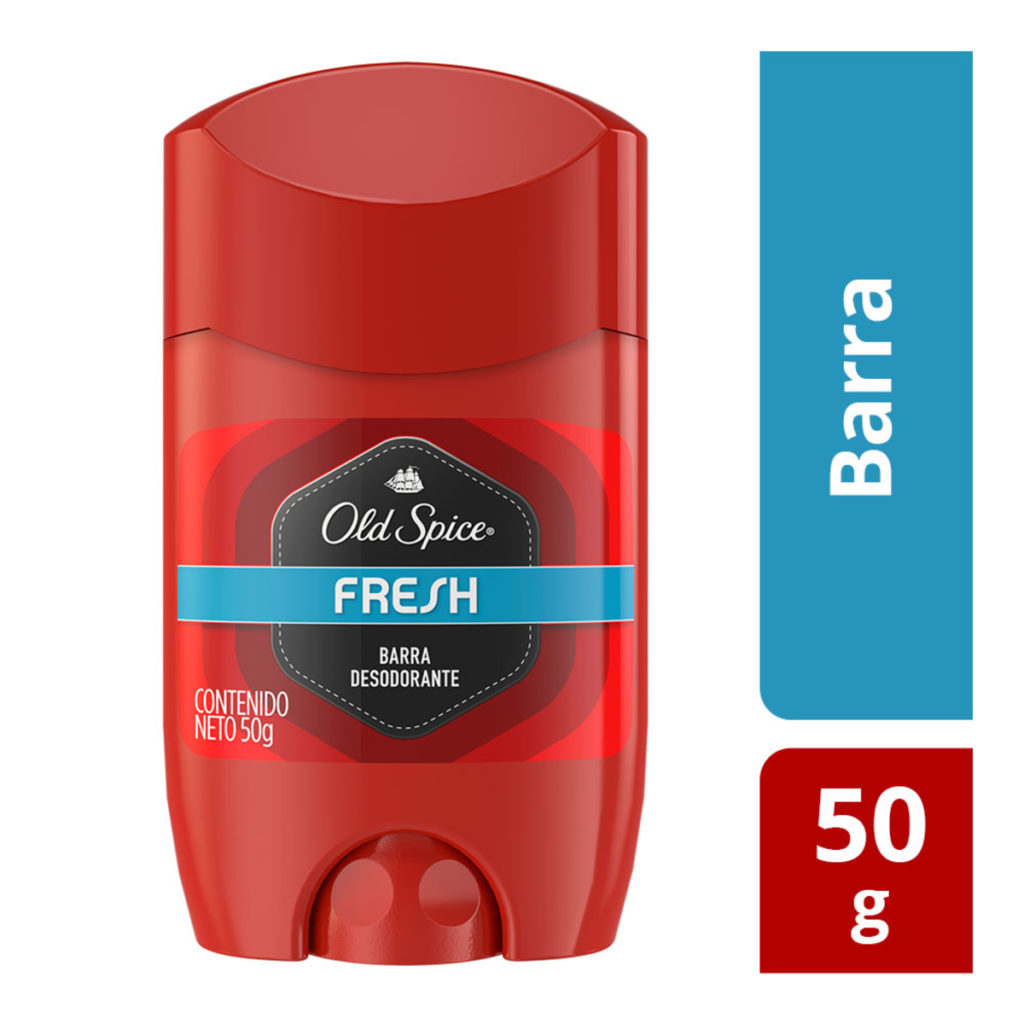 Old Spice®
FRESH
BARRA
DESODORANTE
CONTENIDO
NETO 50g
Barra
50
g